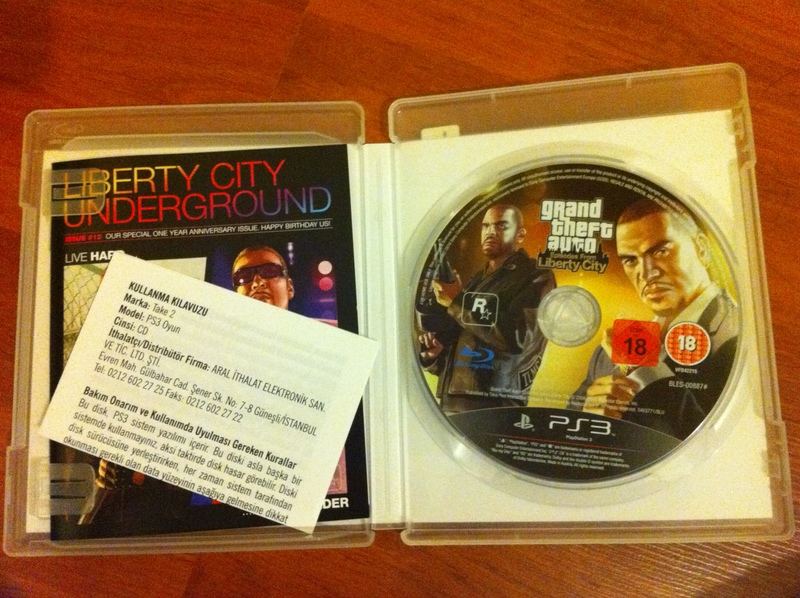 LIBERTY CITY
UNDERGROUND
ISSUE #12 OUR SPECIAL ONE YEAR ANNIVERSARY ISSUE. HAPPY BIRTHDAY US!
LIVE HARD
KULLANMA KILAVUZU
Marka: Take 2
Model: PS3 Oyun
Cinsi: CD
İthalatçı/Distribütör Firma: ARAL İTHALAT ELEKTRONİK SAN.
VE TİC. LTD. ŞTİ.
Evren Mah. Gülbahar Cad. Şener Sk. No: 7-8 Güneşli/İSTANBUL
Tel: 0212 602 27 25 Faks: 0212 602 27 22
Bakım Onarım ve Kullanımda Uyulması Gereken Kurallar
Bu disk, PS3 sistem yazılımı içerir. Bu diski asla başka bir
sistemde kullanmayınız, aksi taktirde disk hasar görebilir. Diski
disk sürücüsüne yerleştirirken, her zaman sistem tarafından
okunması gerekli olan data yüzeyinin aşağıya gelmesine dikkat
DER
grand
theft
auto
Episodes From
Liberty City
R
18
18
BLES-00887#
PS3
PlayStation 3